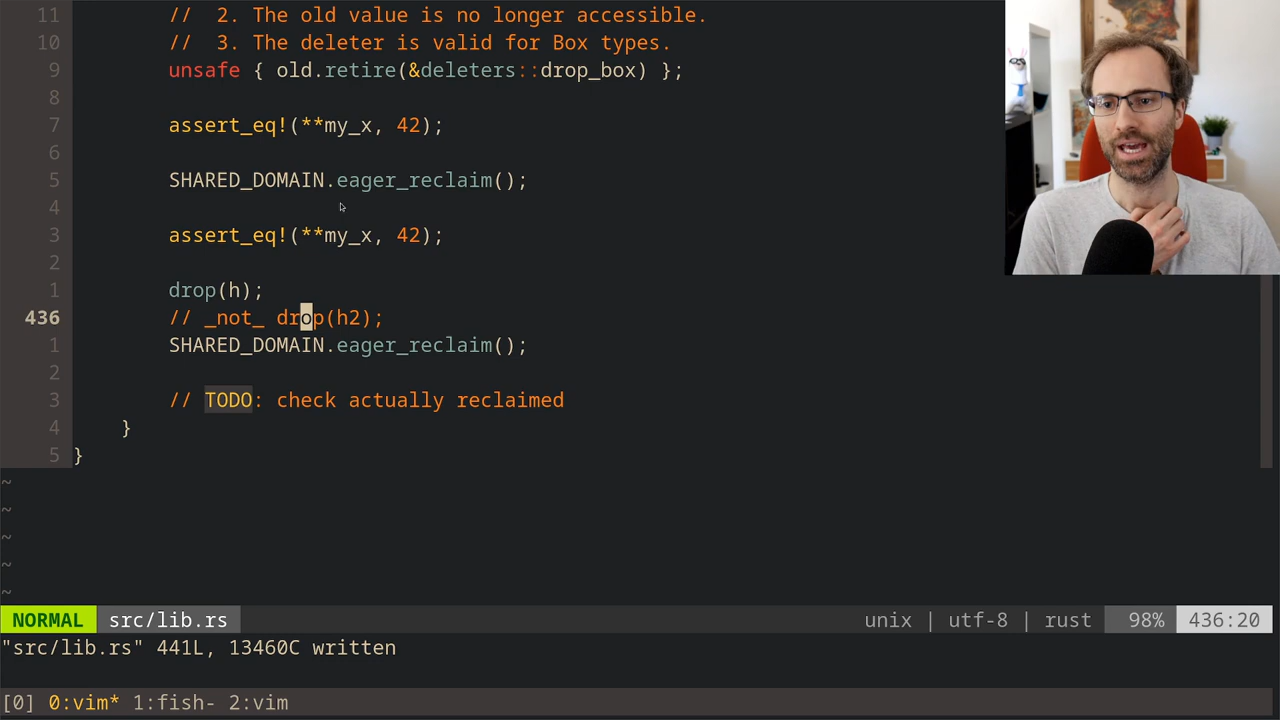 11 //  2. The old value is no longer accessible.
10 //  3. The deleter is valid for Box types.
9 unsafe { old.retire(&deleters::drop_box) };
8
7 assert_eq!(**my_x, 42);
6
5 SHARED_DOMAIN.eager_reclaim();
4
3 assert_eq!(**my_x, 42);
2
1 drop(h);
436 // _not_ drop(h2);
1 SHARED_DOMAIN.eager_reclaim();
2
3 // TODO: check actually reclaimed
4 }
5 }
~
~
~
~
~
NORMAL src/lib.rs unix | utf-8 | rust 98% 436:20
"src/lib.rs" 441L, 13460C written
[0] 0:vim* 1:fish- 2:vim